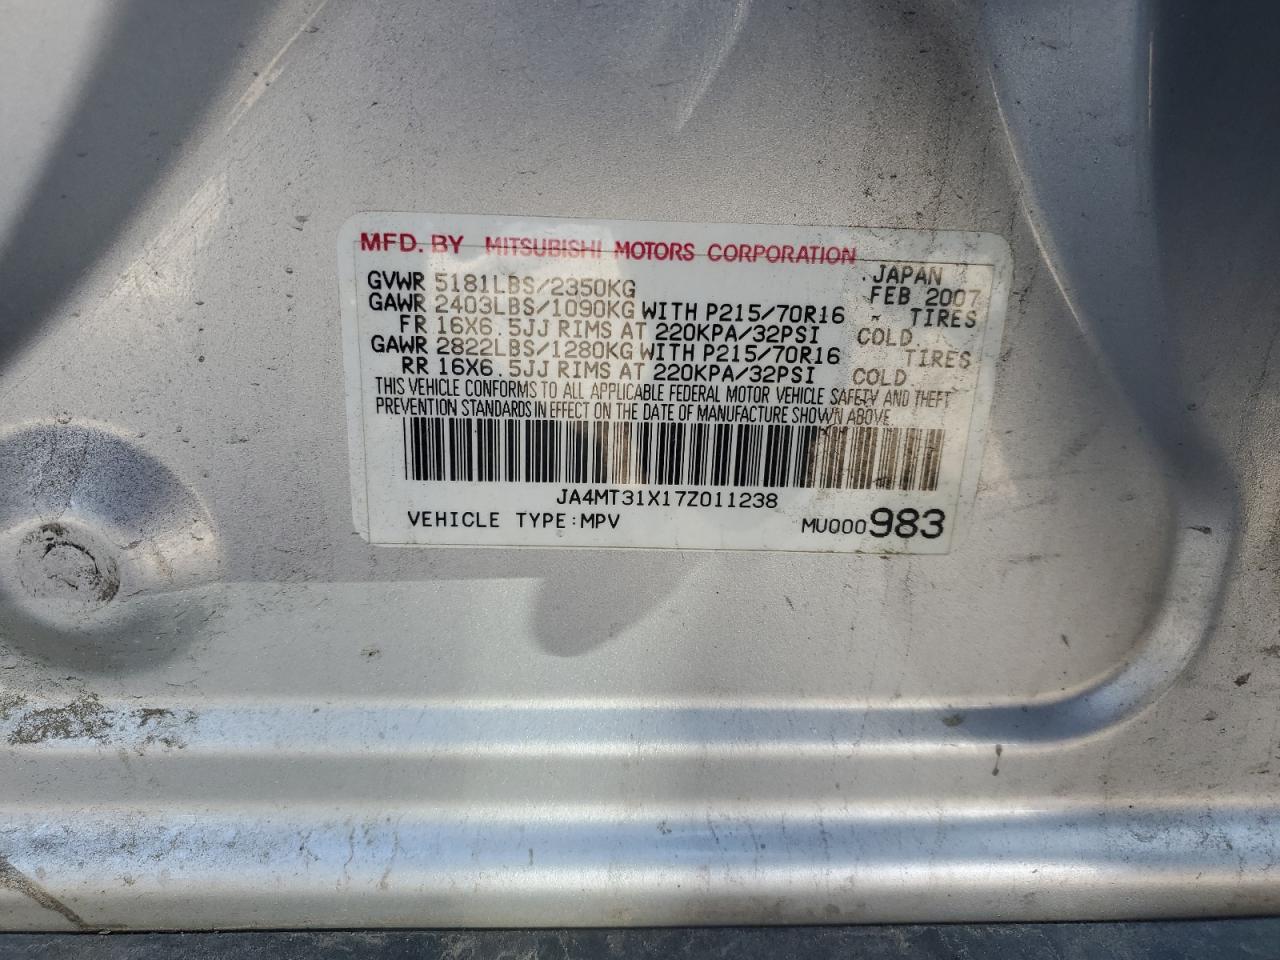 MFD. BY MITSUBISHI MOTORS CORPORATION
JAPAN
GVWR 5181LBS/2350KG FEB 2007
GAWR 2403LBS/1090KG WITH P215/70R16 TIRES
FR 16X6.5JJ RIMS AT 220KPA/32PSI COLD.
GAWR 2822LBS/1280KG WITH P215/70R16 TIRES
RR 16X6.5JJ RIMS AT 220KPA/32PSI COLD
THIS VEHICLE CONFORMS TO ALL APPLICABLE FEDERAL MOTOR VEHICLE SAFETY AND THEFT
PREVENTION STANDARDS IN EFFECT ON THE DATE OF MANUFACTURE SHOWN ABOVE.
JA4MT31X17Z011238
VEHICLE TYPE:MPV MU000983